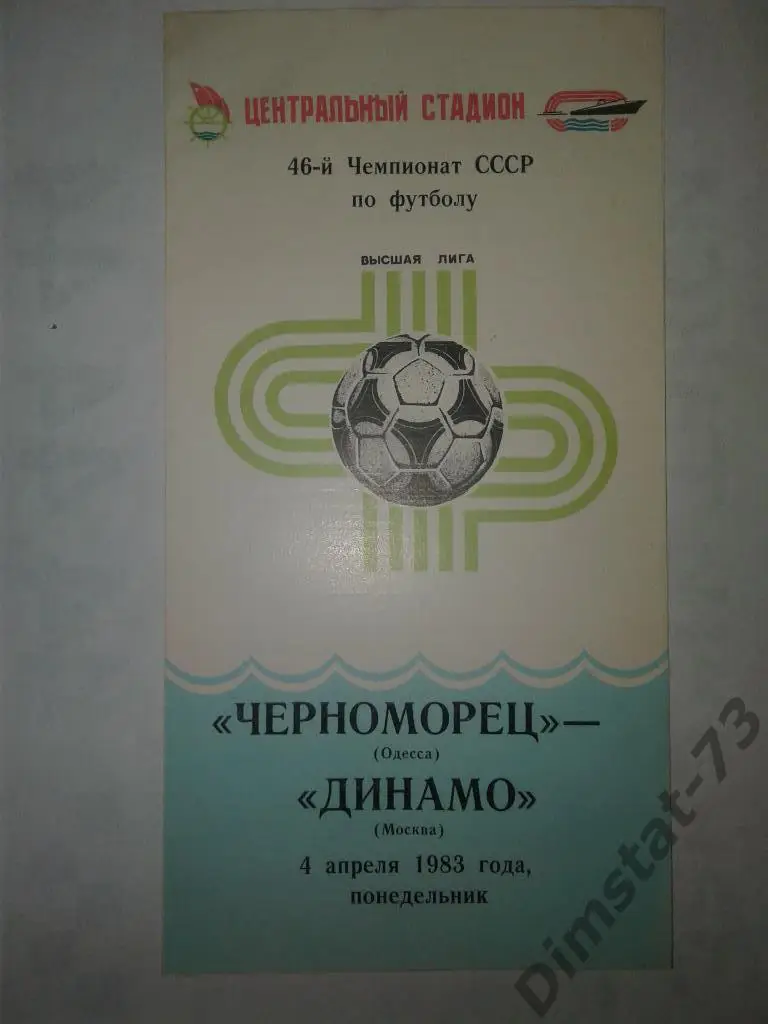 ЦЕНТРАЛЬНЫЙ СТАДИОН
46-й Чемпионат СССР
по футболу
ВЫСШАЯ ЛИГА
«ЧЕРНОМОРЕЦ»—
(Одесса)
«ДИНАМО»
(Москва)
4 апреля 1983 года,
понедельник
Dimstat-73